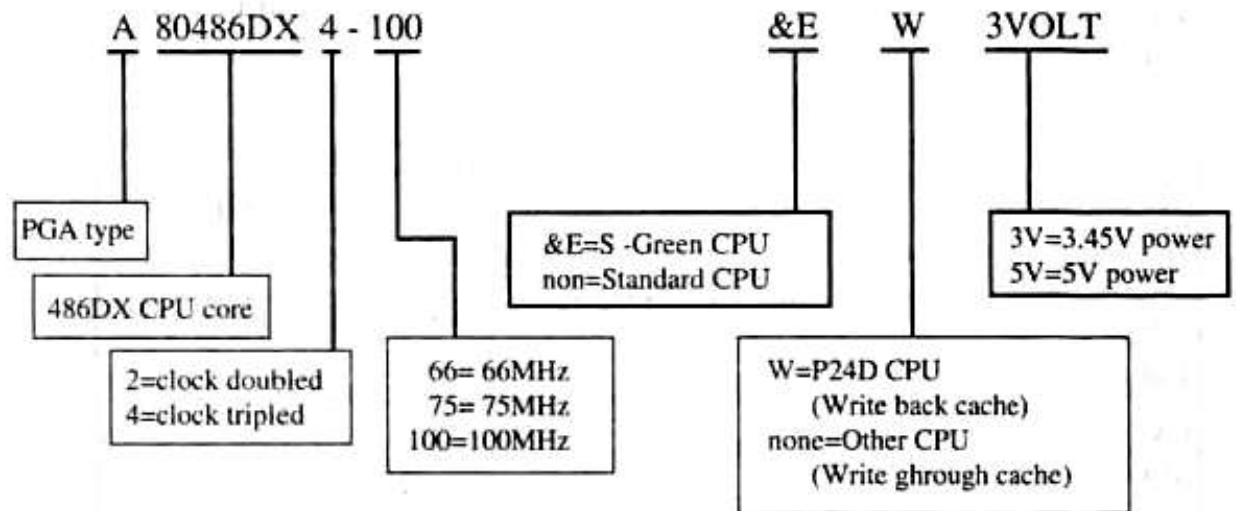 A 80486DX 4 - 100 &E W 3VOLT
PGA type
486DX CPU core
2=clock doubled
4=clock tripled
66= 66MHz
75= 75MHz
100=100MHz
&E=S -Green CPU
non=Standard CPU
W=P24D CPU
(Write back cache)
none=Other CPU
(Write ghrough cache)
3V=3.45V power
5V=5V power